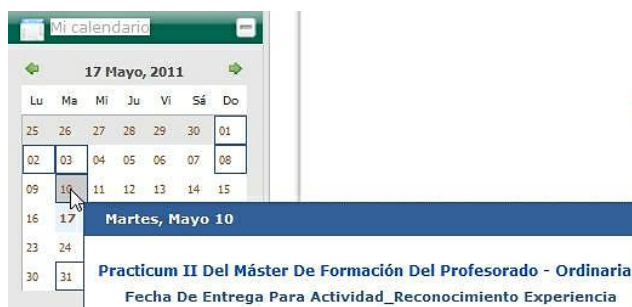 Mi calendario
17 Mayo, 2011
Lu Ma Mi Ju Vi Sá Do
25 26 27 28 29 30 01
02 03 04 05 06 07 08
09 10 11 12 13 14 15
16 17 Martes, Mayo 10
23 24
30 31 Practicum II Del Máster De Formación Del Profesorado - Ordinaria
Fecha De Entrega Para Actividad_Reconocimiento Experiencia